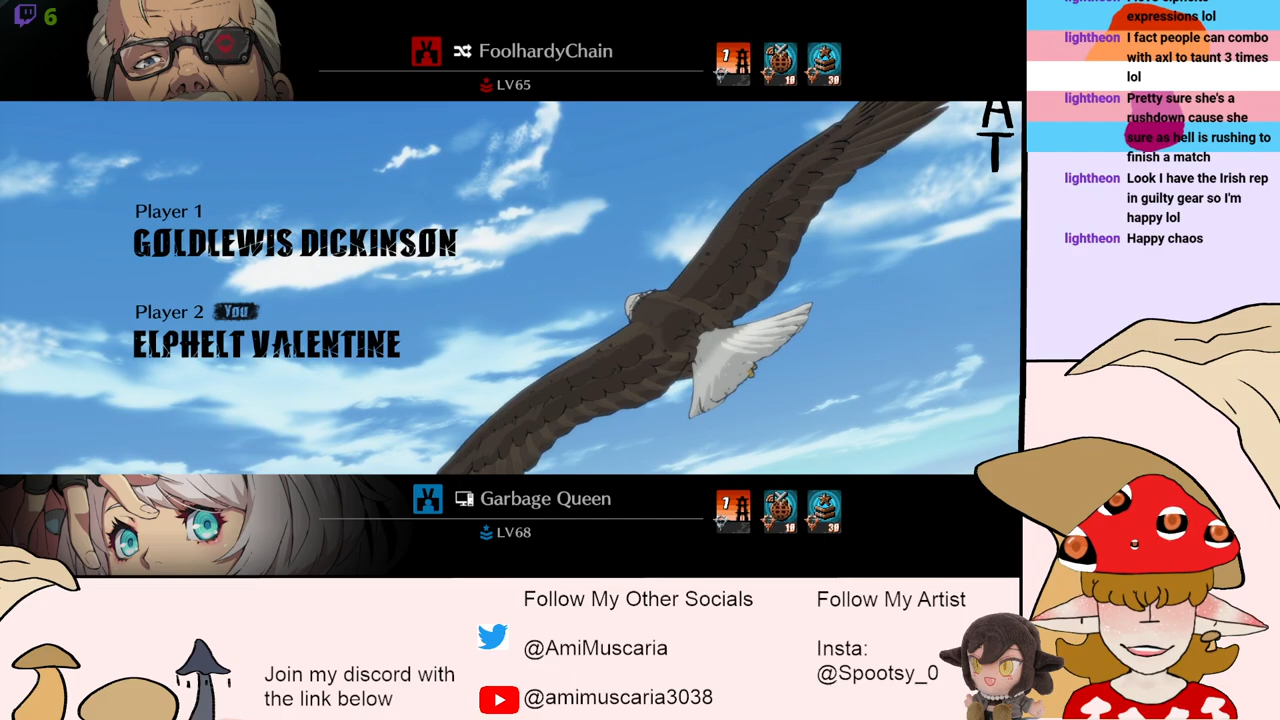 6
FoolhardyChain
LV65
1
10
30
A
T
Player 1
GOLDLEWIS DICKINSON
Player 2 You
ELPHELT VALENTINE
Garbage Queen
LV68
1
10
30
expressions lol
lightheon I fact people can combo
with axl to taunt 3 times
lol
lightheon Pretty sure she's a
rushdown cause she
sure as hell is rushing to
finish a match
lightheon Look I have the Irish rep
in guilty gear so I'm
happy lol
lightheon Happy chaos
Join my discord with
the link below
Follow My Other Socials
@AmiMuscaria
@amimuscaria3038
Follow My Artist
Insta:
@Spootsy_0